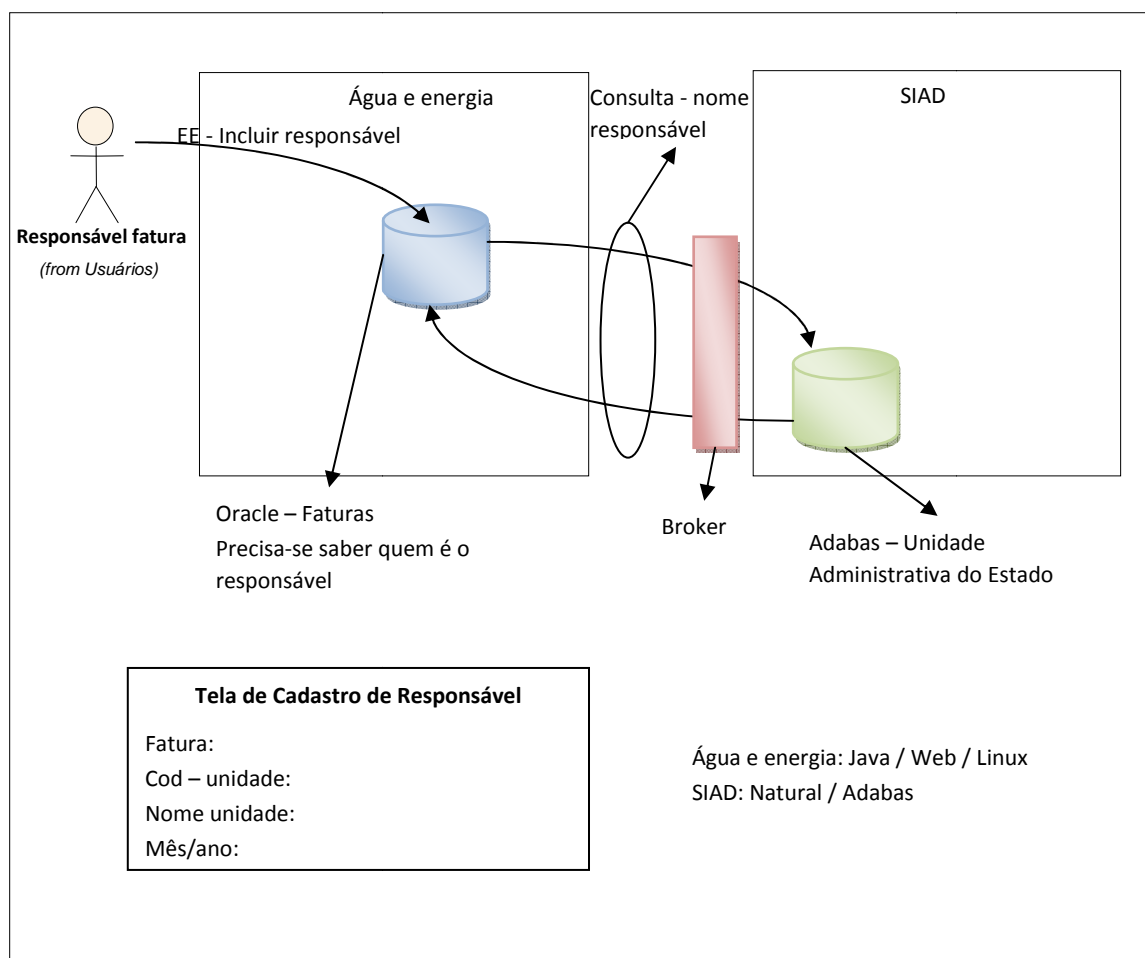 Água e energia
Consulta - nome
responsável
SIAD
EE - Incluir responsável
Responsável fatura
(from Usuários)
Oracle – Faturas
Precisa-se saber quem é o
responsável
Broker
Adabas – Unidade
Administrativa do Estado
Tela de Cadastro de Responsável
Fatura:
Cod – unidade:
Nome unidade:
Mês/ano:
Água e energia: Java / Web / Linux
SIAD: Natural / Adabas